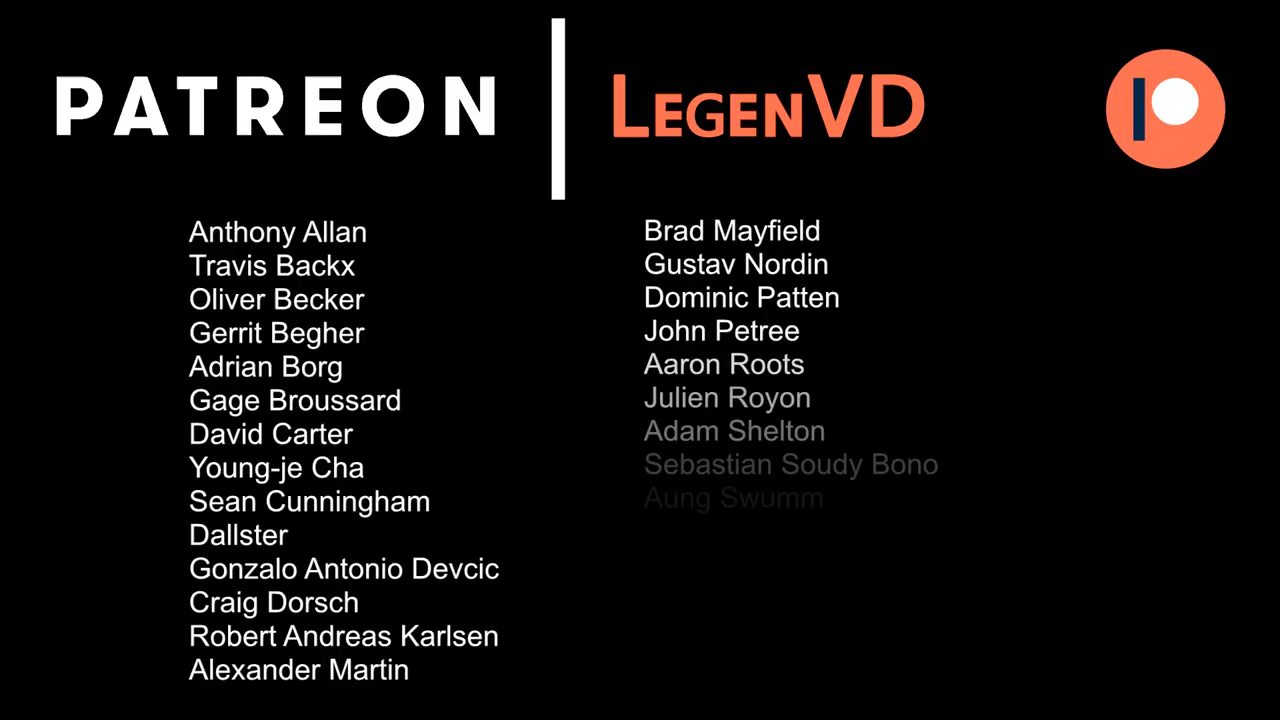 PATREON
LEGENVD
Anthony Allan
Travis Backx
Oliver Becker
Gerrit Begher
Adrian Borg
Gage Broussard
David Carter
Young-je Cha
Sean Cunningham
Dallster
Gonzalo Antonio Devcic
Craig Dorsch
Robert Andreas Karlsen
Alexander Martin
Brad Mayfield
Gustav Nordin
Dominic Patten
John Petree
Aaron Roots
Julien Royon
Adam Shelton
Sebastian Soudy Bono
Aung Swumm